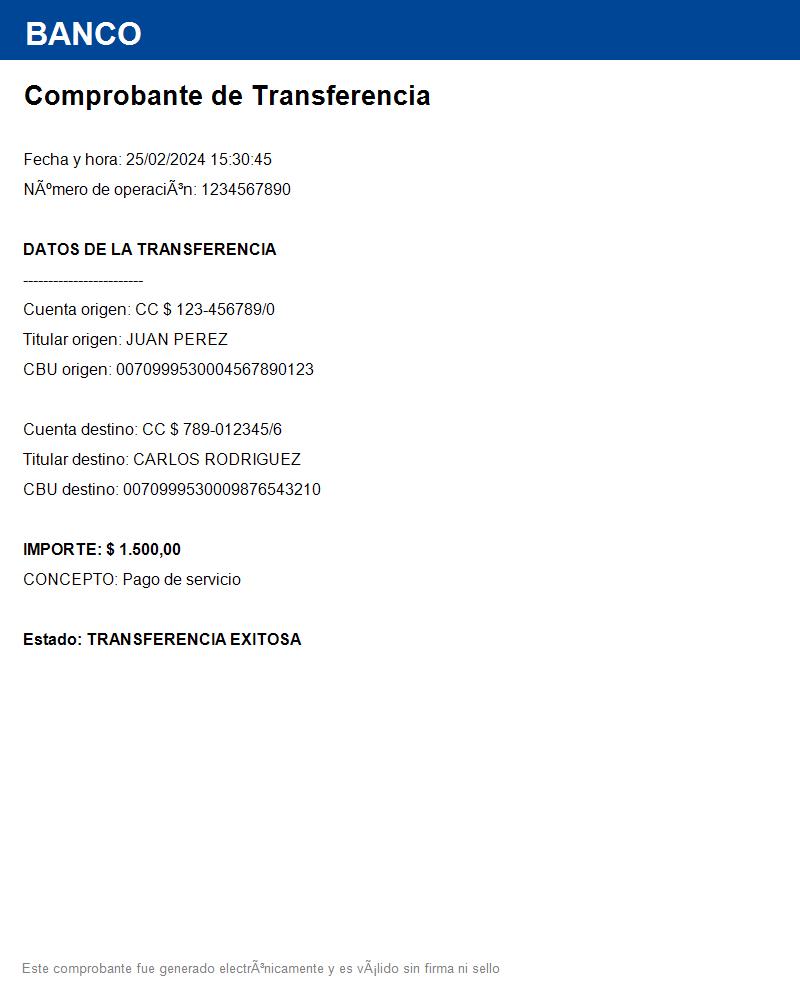 BANCO
Comprobante de Transferencia
Fecha y hora: 25/02/2024 15:30:45
NÃºmero de operaciÃ³n: 1234567890
DATOS DE LA TRANSFERENCIA
------------------------
Cuenta origen: CC $ 123-456789/0
Titular origen: JUAN PEREZ
CBU origen: 0070999530004567890123
Cuenta destino: CC $ 789-012345/6
Titular destino: CARLOS RODRIGUEZ
CBU destino: 0070999530009876543210
IMPORTE: $ 1.500,00
CONCEPTO: Pago de servicio
Estado: TRANSFERENCIA EXITOSA
Este comprobante fue generado electrÃ³nicamente y es vÃ¡lido sin firma ni sello